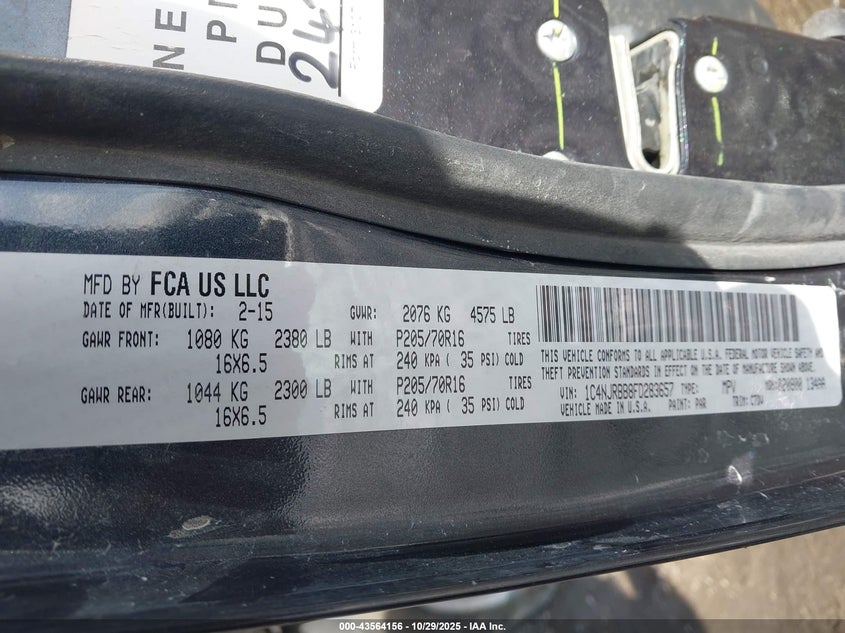 NE
PI
DU
MFD BY FCA US LLC
DATE OF MFR(BUILT): 2-15 GVWR: 2076 KG 4575 LB
GAWR FRONT: 1080 KG 2380 LB WITH P205/70R16 TIRES
16X6.5 RIMS AT 240 KPA ( 35 PSI) COLD
GAWR REAR: 1044 KG 2300 LB WITH P205/70R16 TIRES
16X6.5 RIMS AT 240 KPA ( 35 PSI) COLD
THIS VEHICLE CONFORMS TO ALL APPLICABLE U.S.A. FEDERAL MOTOR VEHICLE SAFETY AND
THEFT PREVENTION STANDARDS IN EFFECT ON THE DATE OF MANUFACTURE SHOWN ABOVE.
VIN: 1C4NJRBB8FD283657 TYPE: MPV
VEHICLE MADE IN U.S.A. PAINT: PAR TRIM:
000-43564156 - 10/29/2025 - IAA Inc.